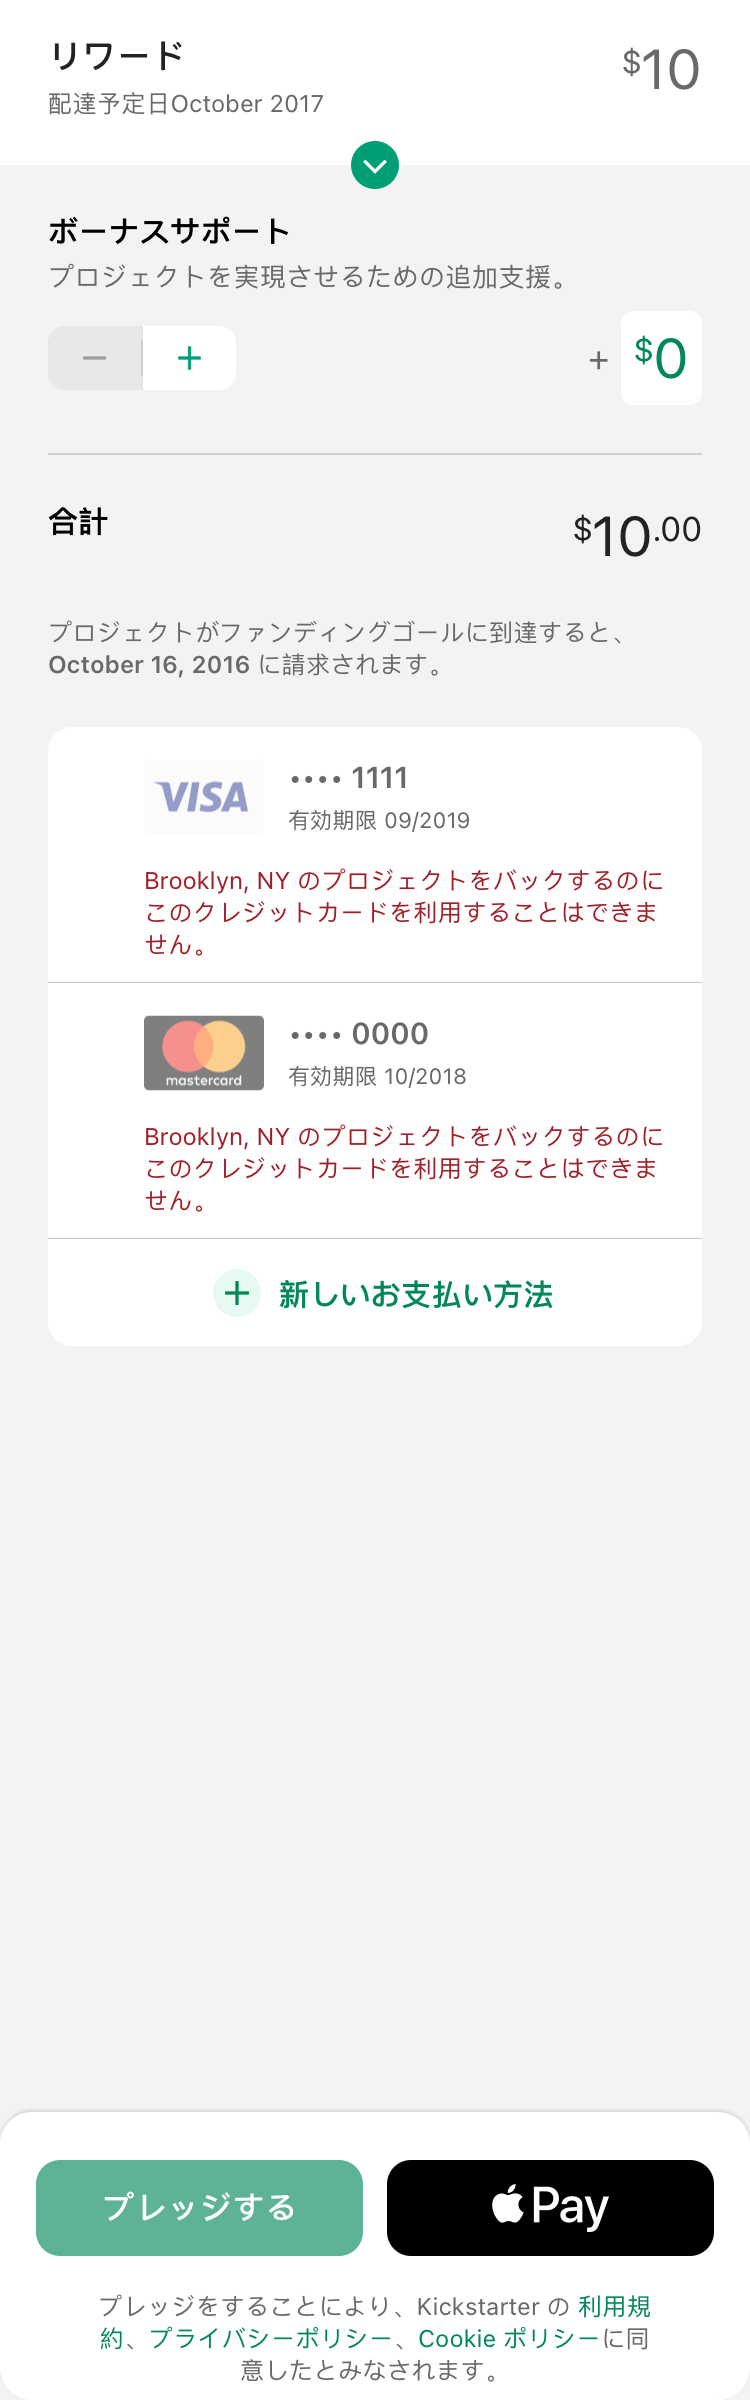 リワード
$10
配達予定日October 2017
ボーナスサポート
プロジェクトを実現させるための追加支援。
− + + $0
合計
$10.00
プロジェクトがファンディングゴールに到達すると、
October 16, 2016 に請求されます。
VISA •••• 1111
有効期限 09/2019
Brooklyn, NY のプロジェクトをバックするのに
このクレジットカードを利用することはできま
せん。
•••• 0000
mastercard 有効期限 10/2018
Brooklyn, NY のプロジェクトをバックするのに
このクレジットカードを利用することはできま
せん。
+ 新しいお支払い方法
プレッジする
Pay
プレッジをすることにより、Kickstarter の 利用規
約、プライバシーポリシー、Cookie ポリシーに同
意したとみなされます。